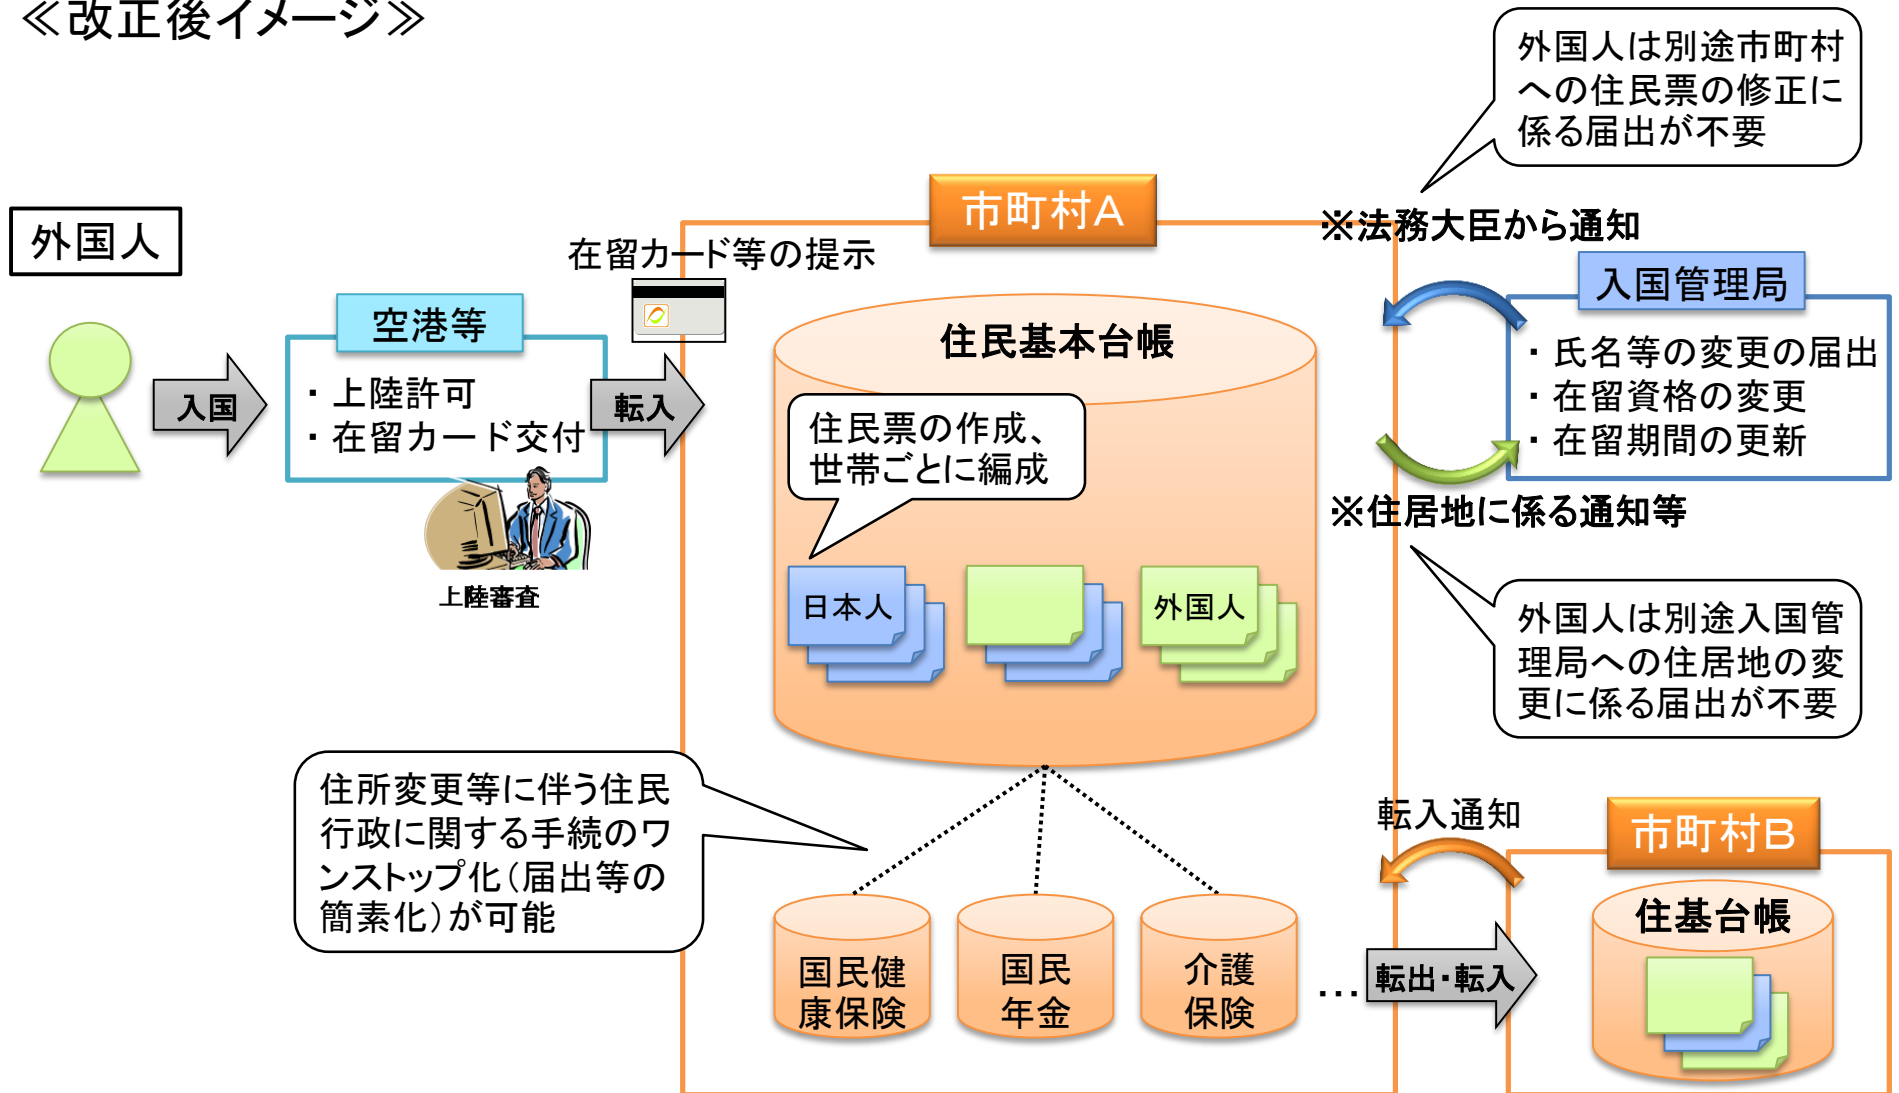 ≪改正後イメージ≫
外国人は別途市町村
への住民票の修正に
係る届出が不要
市町村A
※法務大臣から通知
外国人
在留カード等の提示
入国管理局
空港等
住民基本台帳
・氏名等の変更の届出
・在留資格の変更
・在留期間の更新
入国
・上陸許可
・在留カード交付
転入
住民票の作成、
世帯ごとに編成
※住居地に係る通知等
上陸審査
日本人
外国人
外国人は別途入国管
理局への住居地の変
更に係る届出が不要
住所変更等に伴う住民
行政に関する手続のワ
ンストップ化(届出等の
簡素化)が可能
転入通知
市町村B
住基台帳
国民健
康保険
国民
年金
介護
保険
…
転出・転入